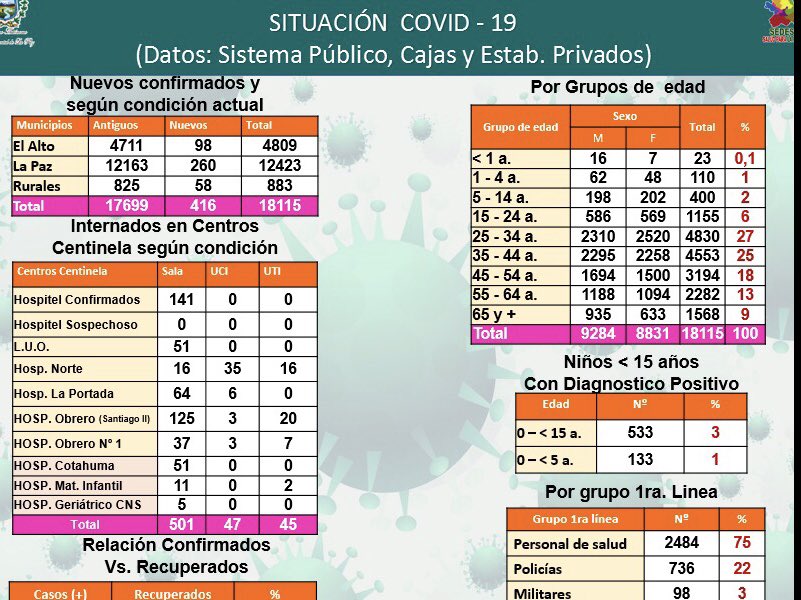 SITUACIÓN COVID - 19
(Datos: Sistema Público, Cajas y Estab. Privados)
SEDES
Nuevos confirmados y
según condición actual
Municipios Antiguos Nuevos Total
El Alto 4711 98 4809
La Paz 12163 260 12423
Rurales 825 58 883
Total 17699 416 18115
Internados en Centros
Centinela según condición
Centros Centinela Sala UCI UTI
Hospitel Confirmados 141 0 0
Hospitel Sospechoso 0 0 0
L.U.O. 51 0 0
Hosp. Norte 16 35 16
Hosp. La Portada 64 6 0
HOSP. Obrero (Santiago II) 125 3 20
HOSP. Obrero N° 1 37 3 7
HOSP. Cotahuma 51 0 0
HOSP. Mat. Infantil 11 0 2
HOSP. Geriátrico CNS 5 0 0
Total 501 47 45
Relación Confirmados
Vs. Recuperados
Casos (+) Recuperados %
Por Grupos de edad
Grupo de edad Sexo Total %
M F
< 1 a. 16 7 23 0,1
1 - 4 a. 62 48 110 1
5 - 14 a. 198 202 400 2
15 - 24 a. 586 569 1155 6
25 - 34 a. 2310 2520 4830 27
35 - 44 a. 2295 2258 4553 25
45 - 54 a. 1694 1500 3194 18
55 - 64 a. 1188 1094 2282 13
65 y + 935 633 1568 9
Total 9284 8831 18115 100
Niños < 15 años
Con Diagnostico Positivo
Edad Nº %
0 – < 15 a. 533 3
0 – < 5 a. 133 1
Por grupo 1ra. Linea
Grupo 1ra línea Nº %
Personal de salud 2484 75
Policías 736 22
Militares 98 3